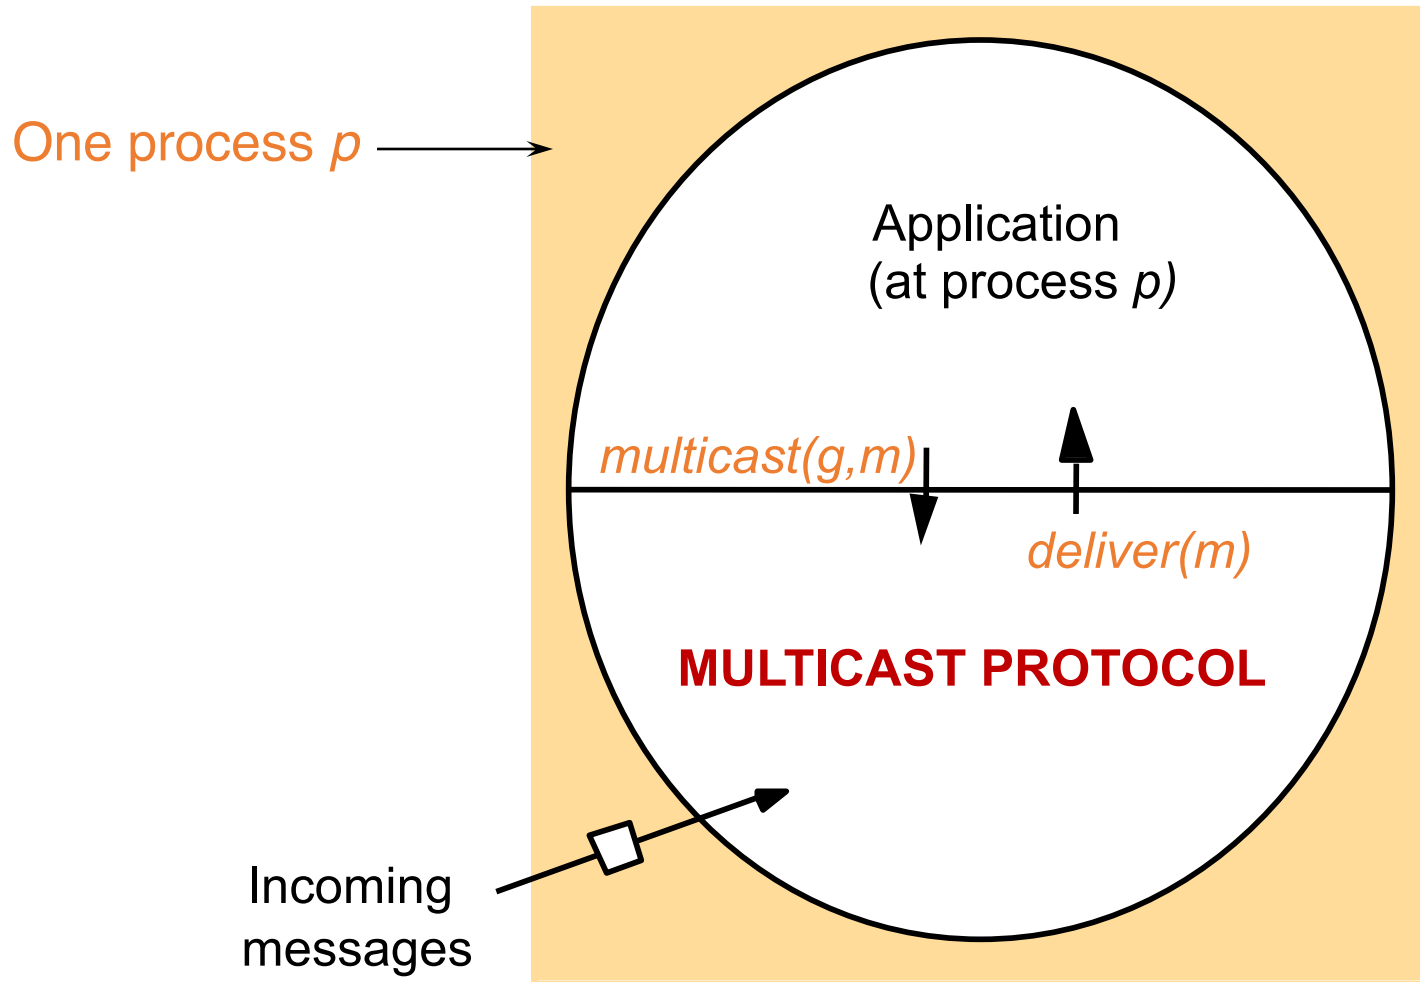 One process p
Application
(at process p)
multicast(g,m)
deliver(m)
MULTICAST PROTOCOL
Incoming
messages